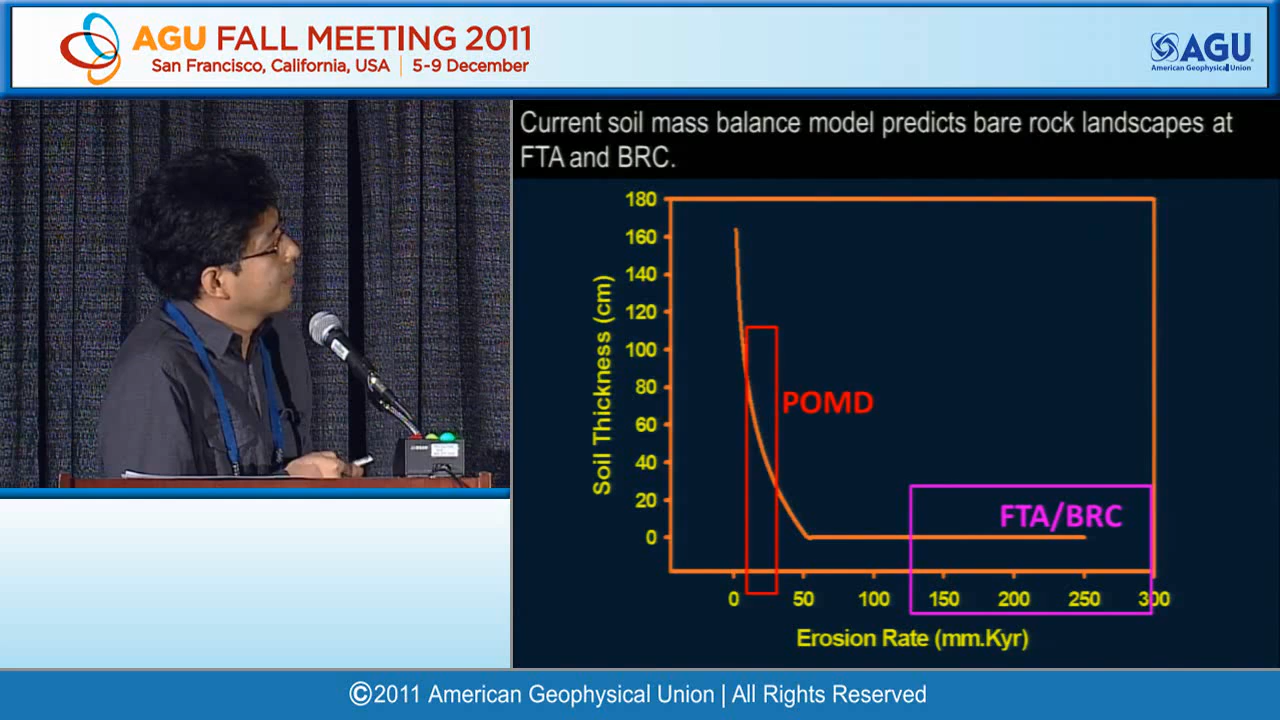 AGU FALL MEETING 2011
San Francisco, California, USA | 5-9 December
AGU
American Geophysical Union
Current soil mass balance model predicts bare rock landscapes at
FTA and BRC.
180
160
140
120
100
80
60
40
20
0
Soil Thickness (cm)
POMD
FTA/BRC
0 50 100 150 200 250 300
Erosion Rate (mm.Kyr)
©2011 American Geophysical Union | All Rights Reserved